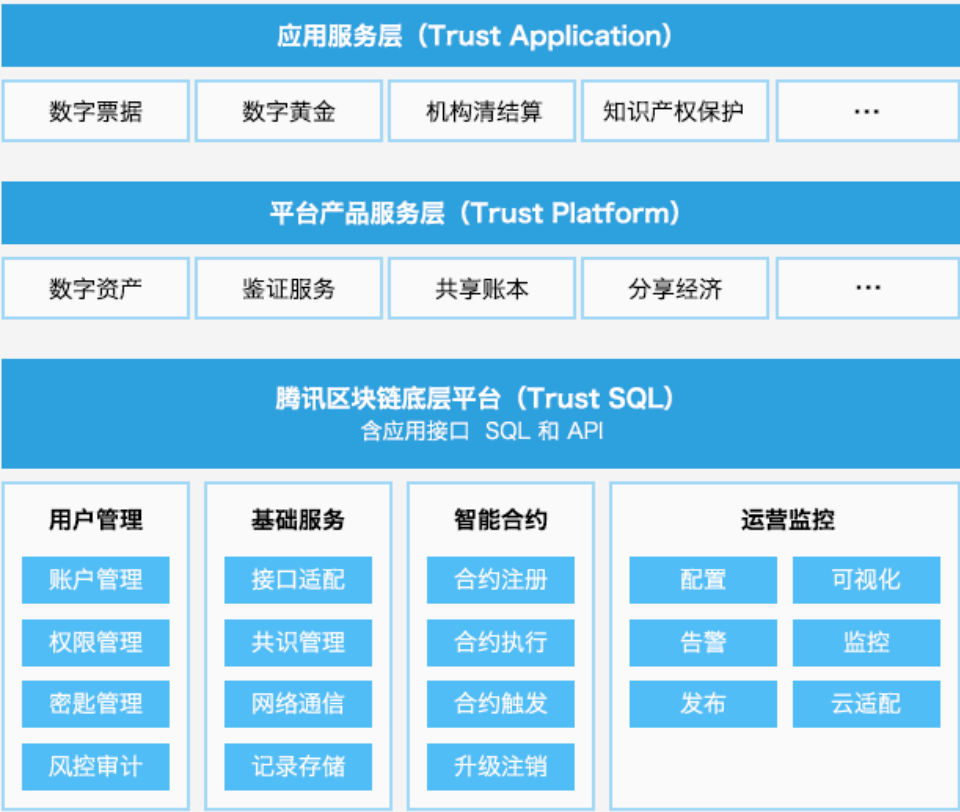 应用服务层（Trust Application）
数字票据 数字黄金 机构清结算 知识产权保护 ···
平台产品服务层（Trust Platform）
数字资产 鉴证服务 共享账本 分享经济 ···
腾讯区块链底层平台（Trust SQL）
含应用接口 SQL 和 API
用户管理
账户管理
权限管理
密匙管理
风控审计
基础服务
接口适配
共识管理
网络通信
记录存储
智能合约
合约注册
合约执行
合约触发
升级注销
运营监控
配置 可视化
告警 监控
发布 云适配